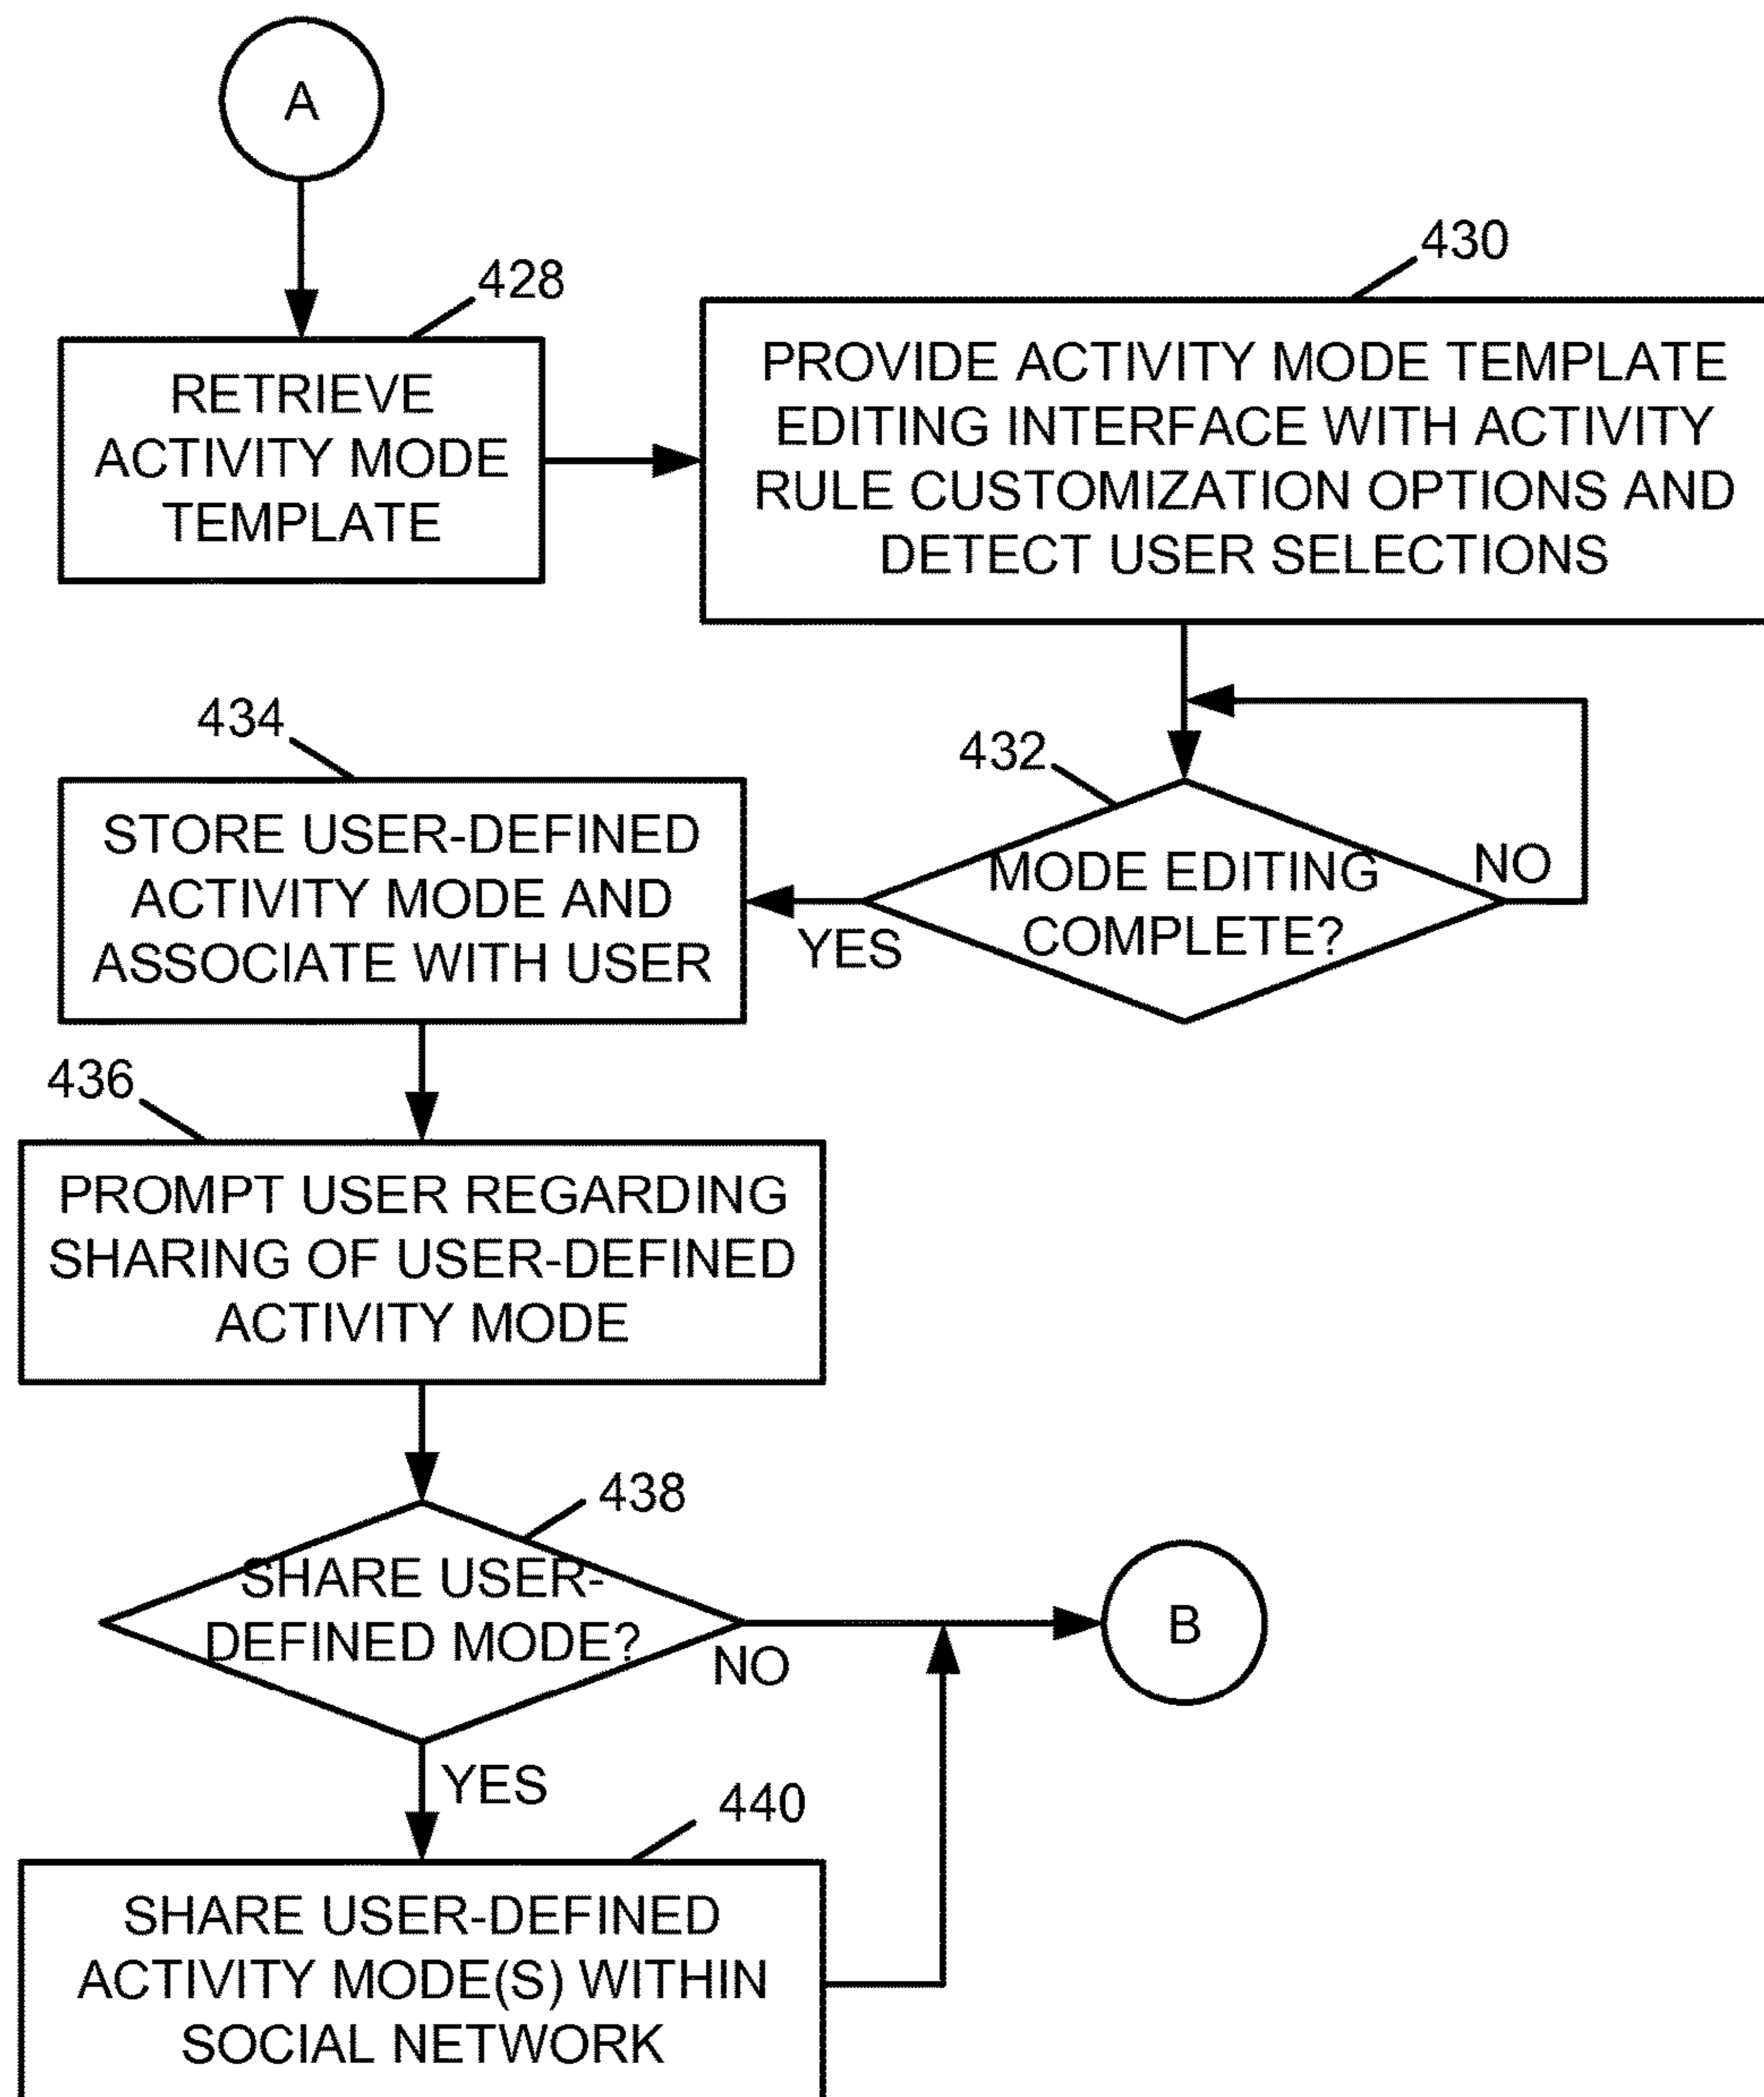 A
428
RETRIEVE
ACTIVITY MODE
TEMPLATE
430
PROVIDE ACTIVITY MODE TEMPLATE
EDITING INTERFACE WITH ACTIVITY
RULE CUSTOMIZATION OPTIONS AND
DETECT USER SELECTIONS
432
MODE EDITING
COMPLETE?
NO
YES
434
STORE USER-DEFINED
ACTIVITY MODE AND
ASSOCIATE WITH USER
436
PROMPT USER REGARDING
SHARING OF USER-DEFINED
ACTIVITY MODE
438
SHARE USER-
DEFINED MODE?
NO
B
YES
440
SHARE USER-DEFINED
ACTIVITY MODE(S) WITHIN
SOCIAL NETWORK